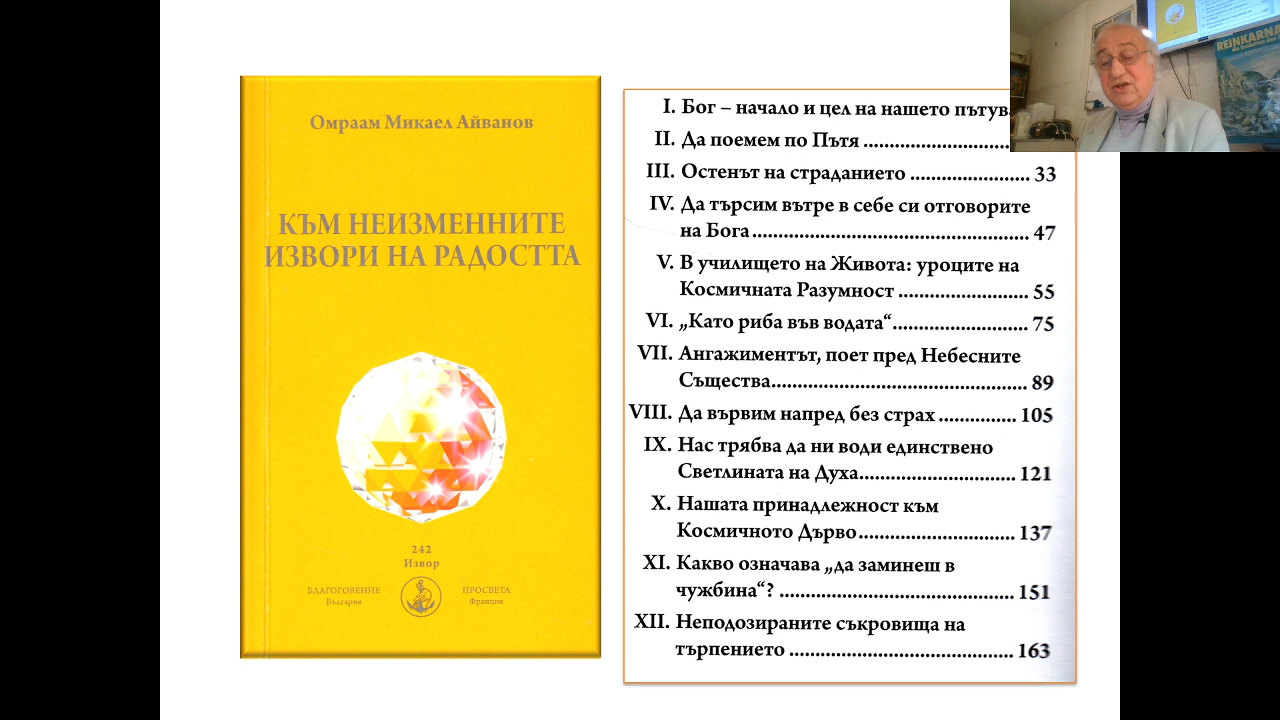 Омраам Микаел Айванов
КЪМ НЕИЗМЕННИТЕ
ИЗВОРИ НА РАДОСТТА
242
Извор
БЛАГОГОВЕНИЕ
България
ПРОСВЕТА
Франция
I. Бог – начало и цел на нашето
II. Да поемем по Пътя
III. Остенът на страданието 33
IV. Да търсим вътре в себе си отговорите
на Бога 47
V. В училището на Живота: уроците на
Космичната Разумност 55
VI. „Като риба във водата“ 75
VII. Ангажиментът, поет пред Небесните
Същества 89
VIII. Да вървим напред без страх 105
IX. Нас трябва да ни води единствено
Светлината на Духа 121
X. Нашата принадлежност към
Космичното Дърво 137
XI. Какво означава „да заминеш в
чужбина“? 151
XII. Неподозираните съкровища на
търпението 163
REINKARNA